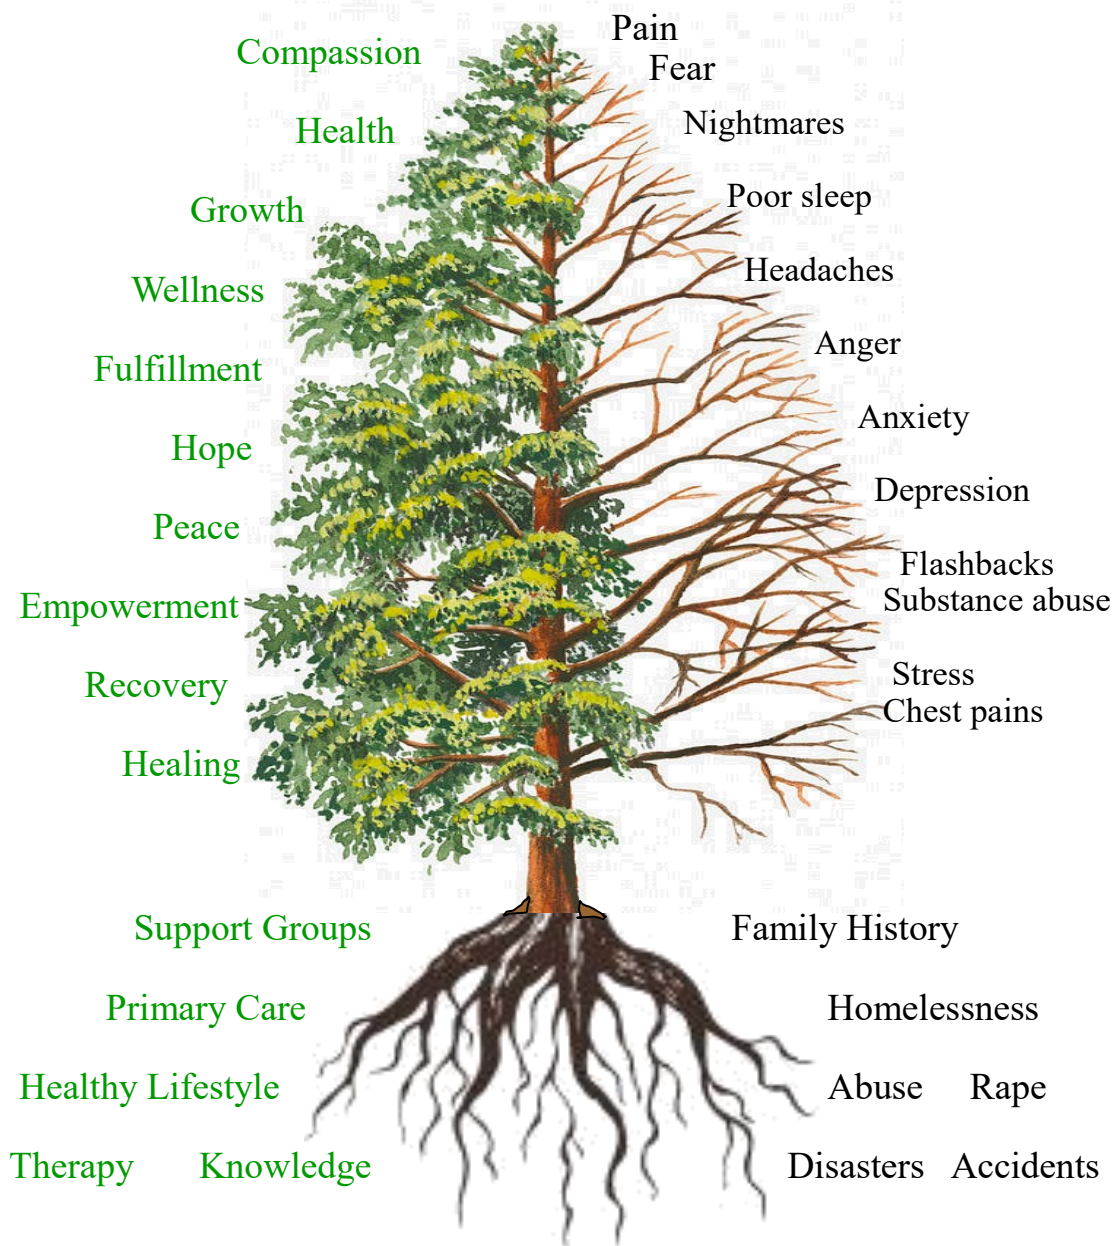 Compassion
Health
Growth
Wellness
Fulfillment
Hope
Peace
Empowerment
Recovery
Healing
Pain
Fear
Nightmares
Poor sleep
Headaches
Anger
Anxiety
Depression
Flashbacks
Substance abuse
Stress
Chest pains
Support Groups
Primary Care
Healthy Lifestyle
Therapy Knowledge
Family History
Homelessness
Abuse Rape
Disasters Accidents